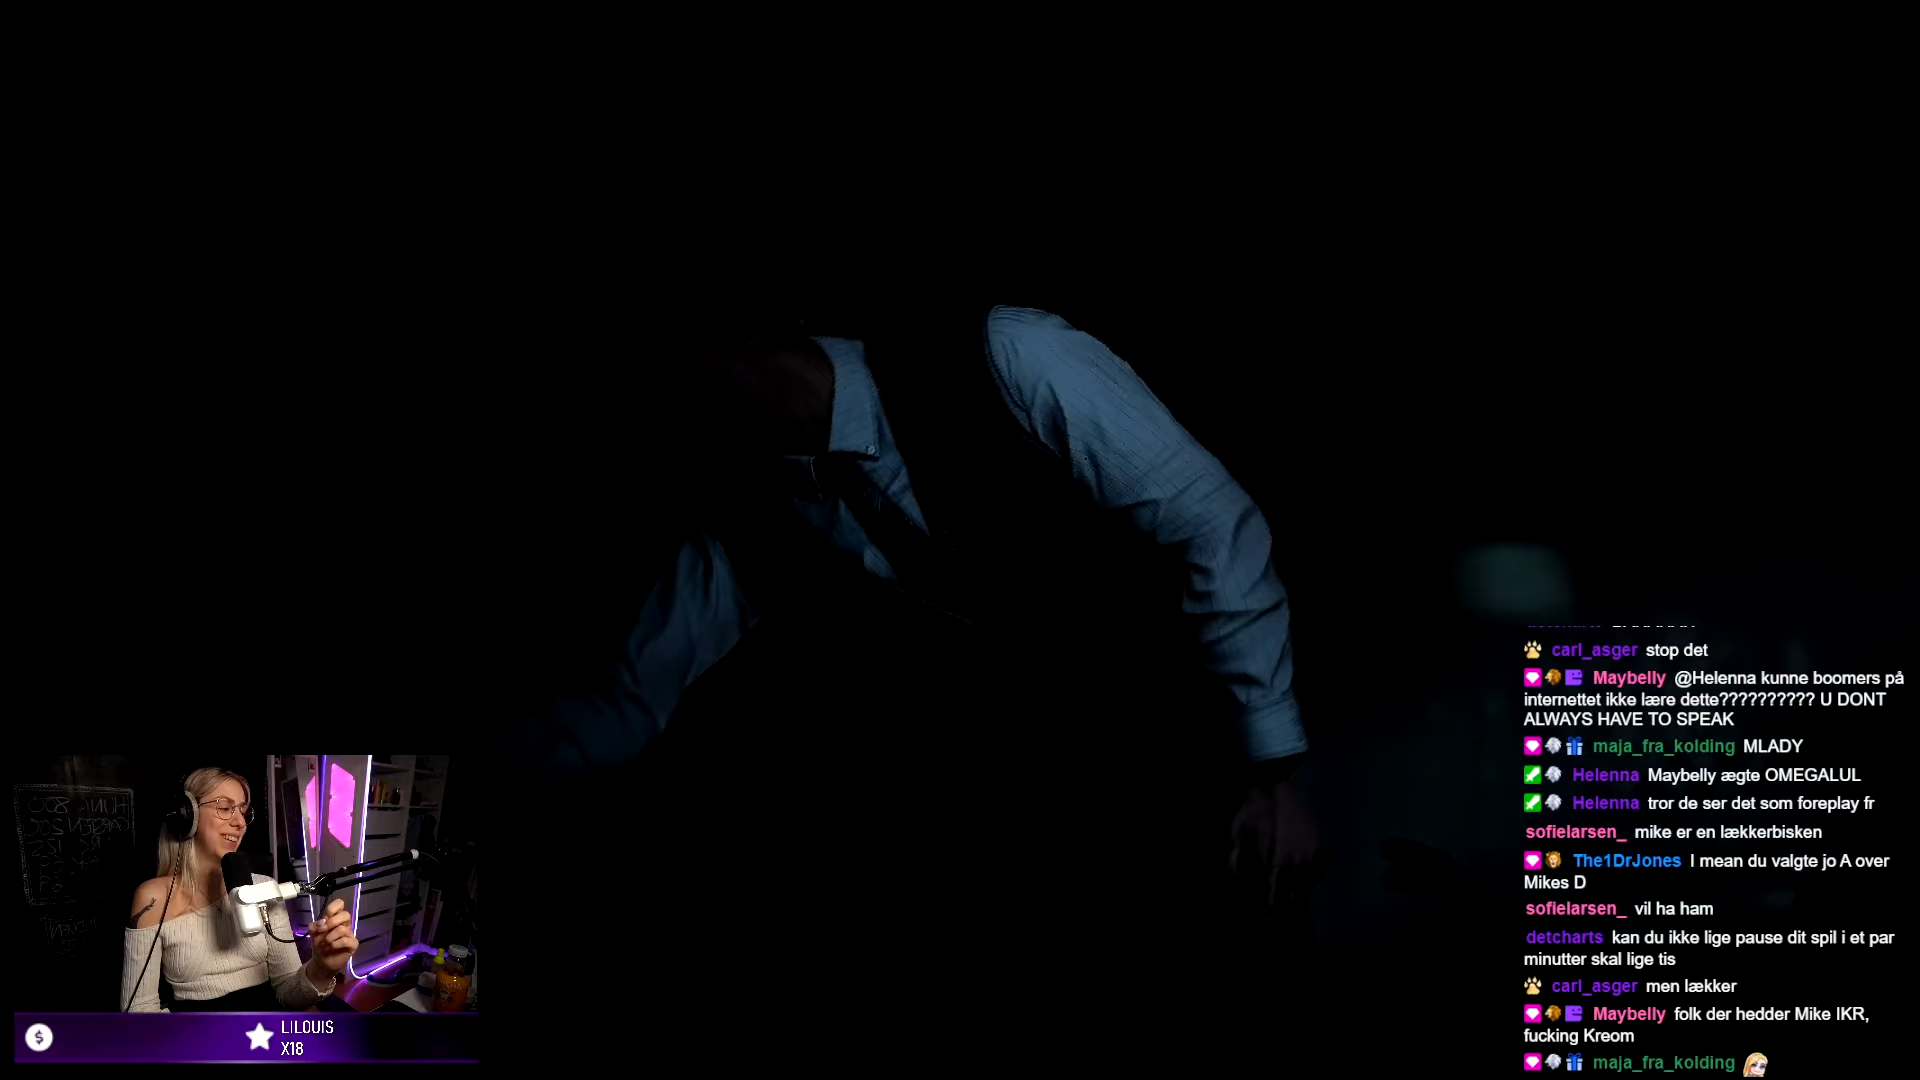 carl_asger stop det
Maybelly @Helenna kunne boomers på
internettet ikke lære dette?????????? U DONT
ALWAYS HAVE TO SPEAK
maja_fra_kolding MLADY
Helenna Maybelly ægte OMEGALUL
Helenna tror de ser det som foreplay fr
sofielarsen_ mike er en lækkerbisken
The1DrJones I mean du valgte jo A over
Mikes D
sofielarsen_ vil ha ham
detcharts kan du ikke lige pause dit spil i et par
minutter skal lige tis
carl_asger men lækker
Maybelly folk der hedder Mike IKR,
fucking Kreom
maja_fra_kolding
$
LILOUIS
X18